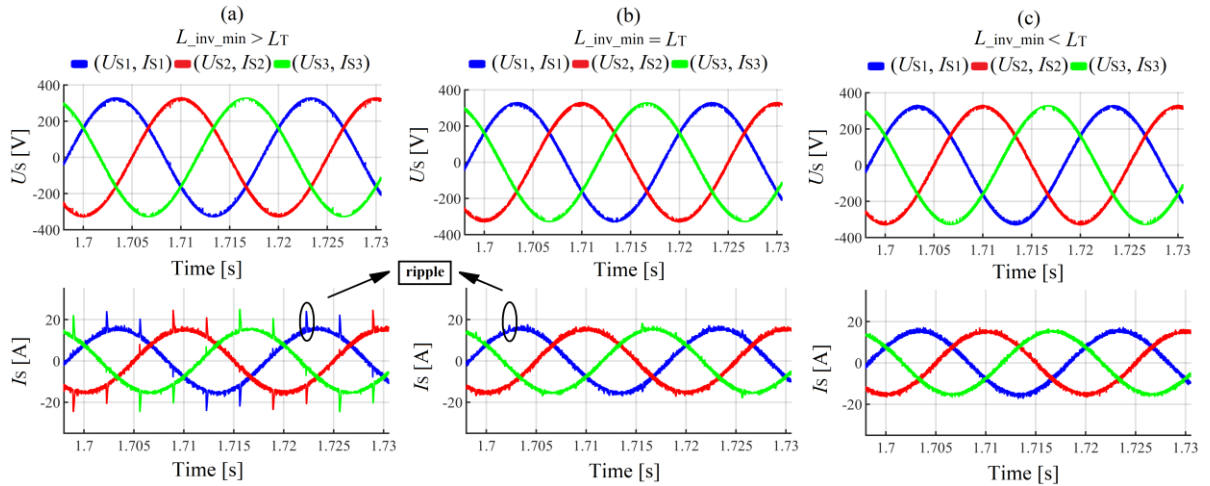 (a)
L_inv_min > LT
(US1, IS1) (US2, IS2) (US3, IS3)
400
200
0
-200
-400
US [V]
1.7 1.705 1.71 1.715 1.72 1.725 1.73
Time [s]
20
0
-20
IS [A]
1.7 1.705 1.71 1.715 1.72 1.725 1.73
Time [s]
ripple
(b)
L_inv_min = LT
(US1, IS1) (US2, IS2) (US3, IS3)
400
200
0
-200
-400
US [V]
1.7 1.705 1.71 1.715 1.72 1.725 1.73
Time [s]
20
0
-20
IS [A]
1.7 1.705 1.71 1.715 1.72 1.725 1.73
Time [s]
(c)
L_inv_min < LT
(US1, IS1) (US2, IS2) (US3, IS3)
400
200
0
-200
-400
US [V]
1.7 1.705 1.71 1.715 1.72 1.725 1.73
Time [s]
20
0
-20
IS [A]
1.7 1.705 1.71 1.715 1.72 1.725 1.73
Time [s]